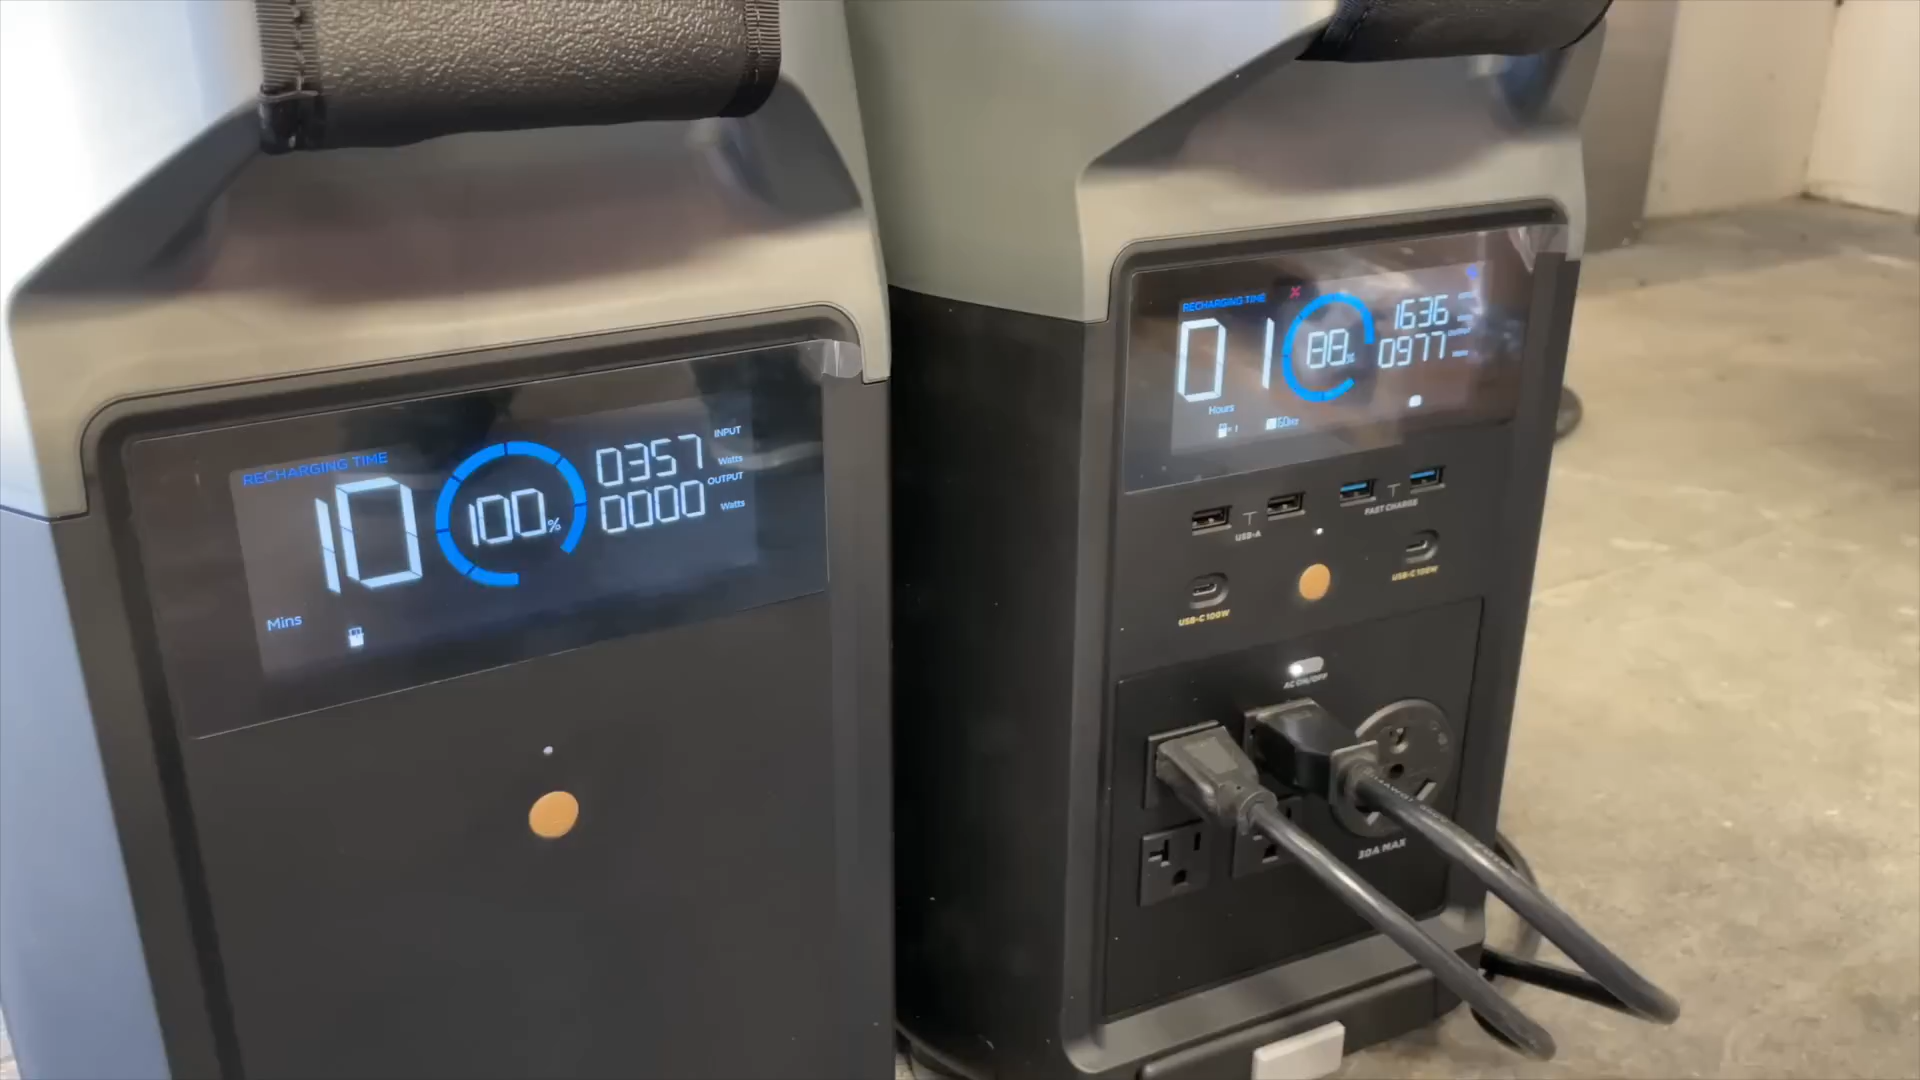 RECHARGING TIME
10
100%
0357
INPUT
Watts
0000
OUTPUT
Watts
Mins
RECHARGING TIME
01
88%
1636
0977
Hours
60Hz
USB-A
FAST CHARGE
USB-C 100W
USB-C 100W
AC ON/OFF
30A MAX